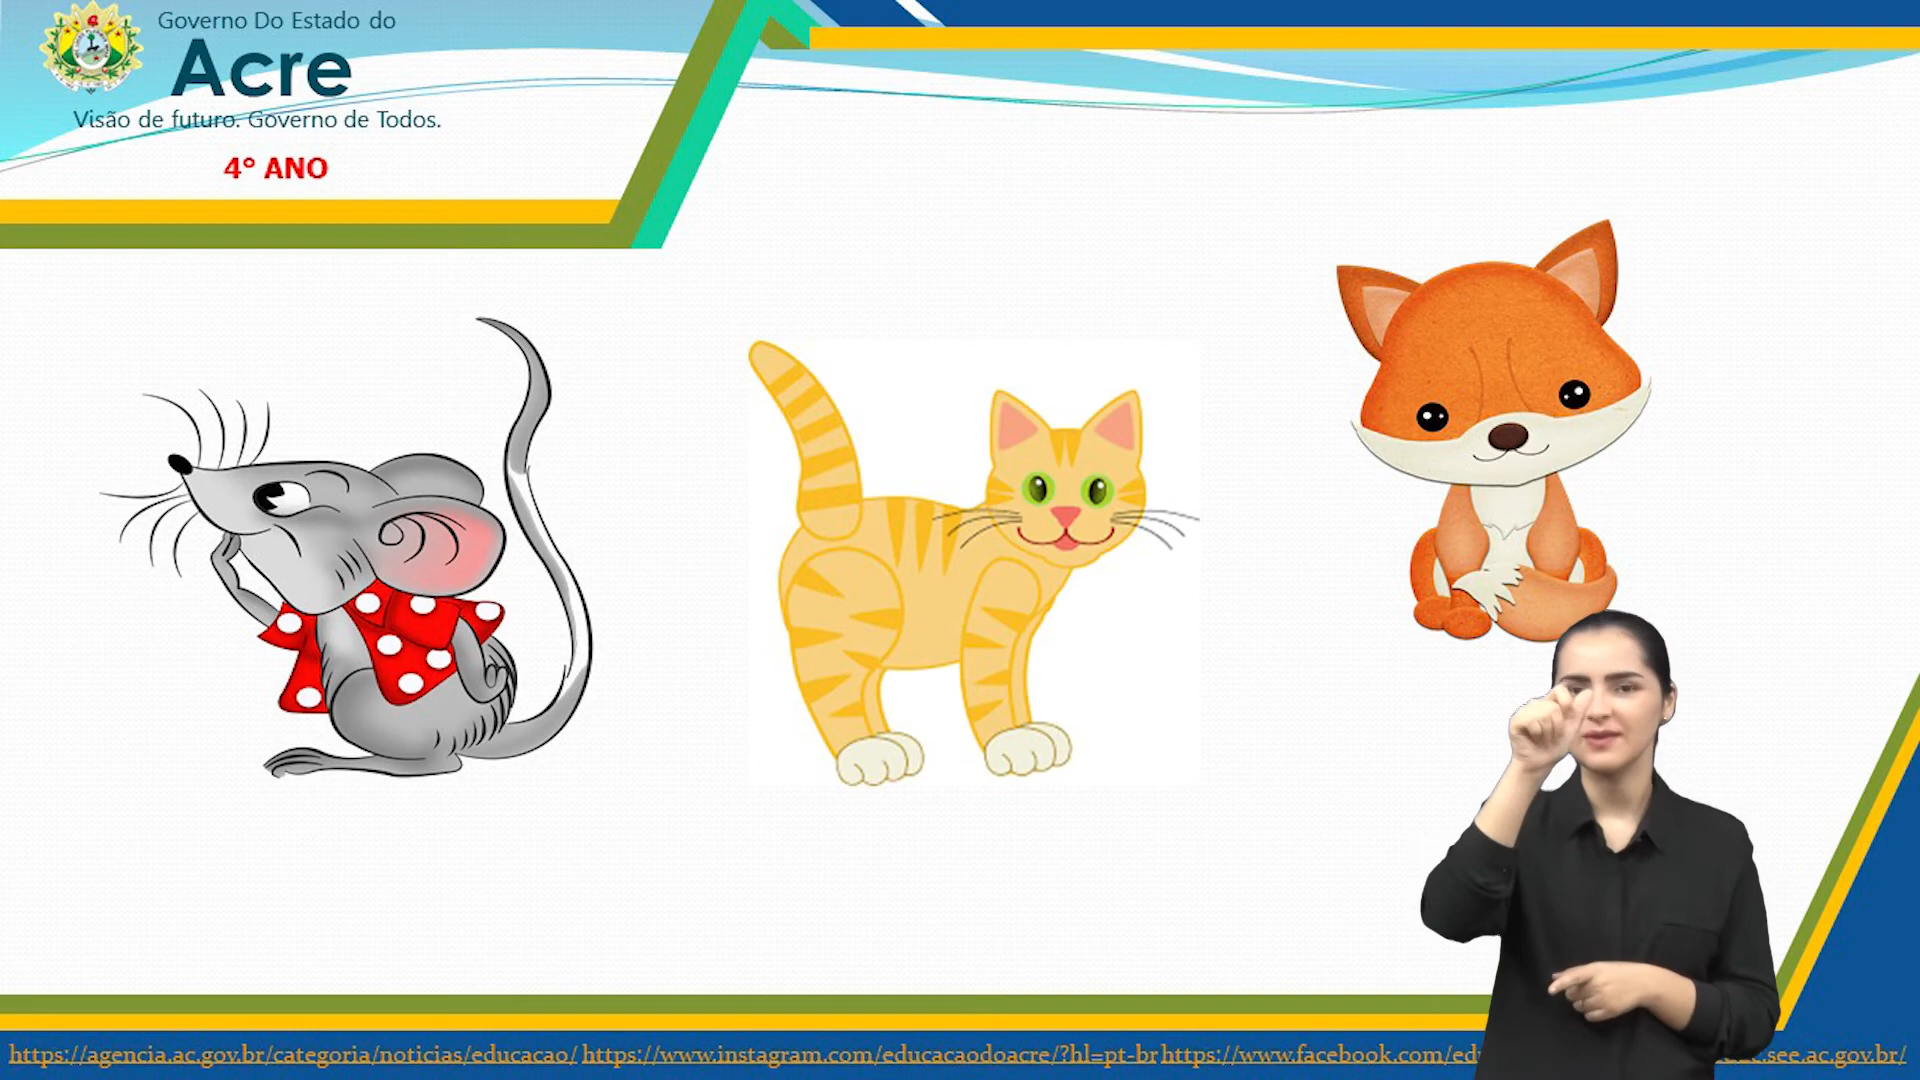 Governo Do Estado do
Acre
Visão de futuro. Governo de Todos.
4° ANO
https://agencia.ac.gov.br/categoria/noticias/educacao/ https://www.instagram.com/educacaodoacre/?hl=pt-br https://www.facebook.com/edu .see.ac.gov.br/